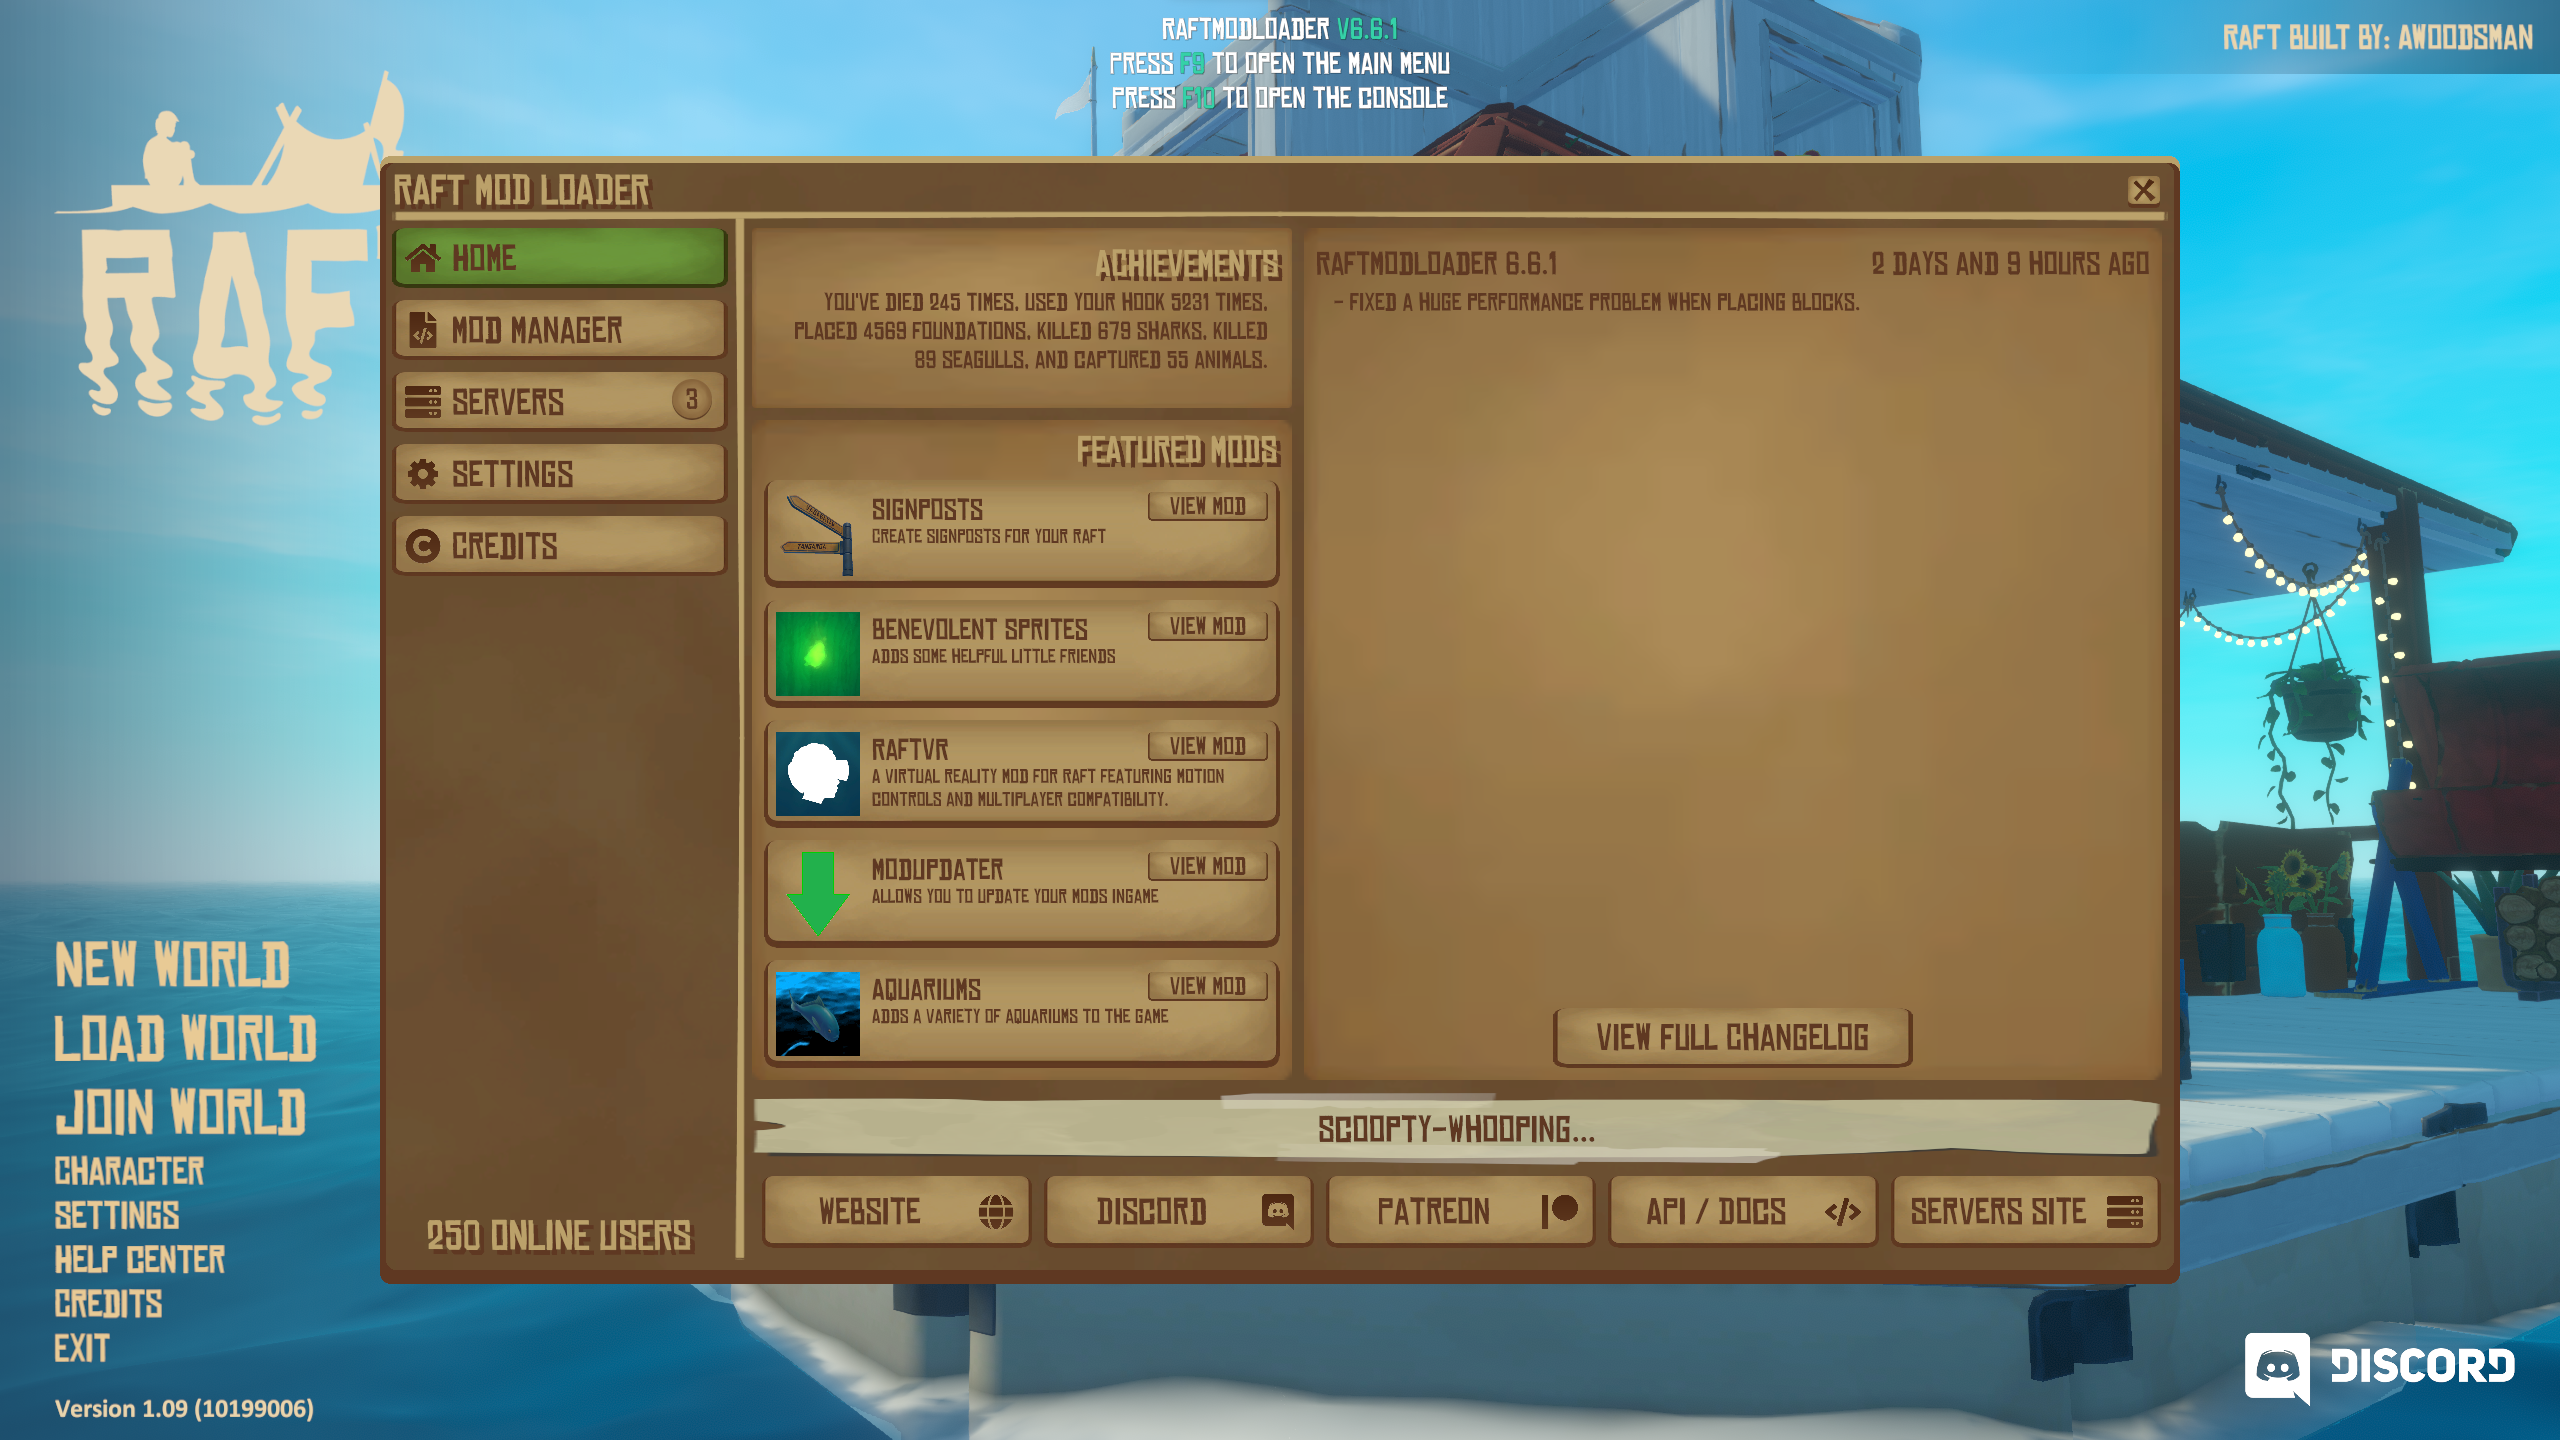 RAFTMODLOADER V6.6.1
PRESS F9 TO OPEN THE MAIN MENU
PRESS F10 TO OPEN THE CONSOLE
RAFT BUILT BY: AWOODSMAN
RAF
RAFT MOD LOADER
HOME
MOD MANAGER
SERVERS 3
SETTINGS
CREDITS
250 ONLINE USERS
ACHIEVEMENTS
YOU'VE DIED 245 TIMES, USED YOUR HOOK 5231 TIMES,
PLACED 4569 FOUNDATIONS, KILLED 679 SHARKS, KILLED
89 SEAGULLS, AND CAPTURED 55 ANIMALS.
FEATURED MODS
SIGNPOSTS
VIEW MOD
CREATE SIGNPOSTS FOR YOUR RAFT
BENEVOLENT SPRITES
VIEW MOD
ADDS SOME HELPFUL LITTLE FRIENDS
RAFTVR
VIEW MOD
A VIRTUAL REALITY MOD FOR RAFT FEATURING MOTION
CONTROLS AND MULTIPLAYER COMPATIBILITY.
MODUPDATER
VIEW MOD
ALLOWS YOU TO UPDATE YOUR MODS INGAME
AQUARIUMS
VIEW MOD
ADDS A VARIETY OF AQUARIUMS TO THE GAME
RAFTMODLOADER 6.6.1
2 DAYS AND 9 HOURS AGO
- FIXED A HUGE PERFORMANCE PROBLEM WHEN PLACING BLOCKS.
VIEW FULL CHANGELOG
SCOOPTY-WHOOPING...
WEBSITE
DISCORD
PATREON
API / DOCS
SERVERS SITE
NEW WORLD
LOAD WORLD
JOIN WORLD
CHARACTER
SETTINGS
HELP CENTER
CREDITS
EXIT
Version 1.09 (10199006)
DISCORD